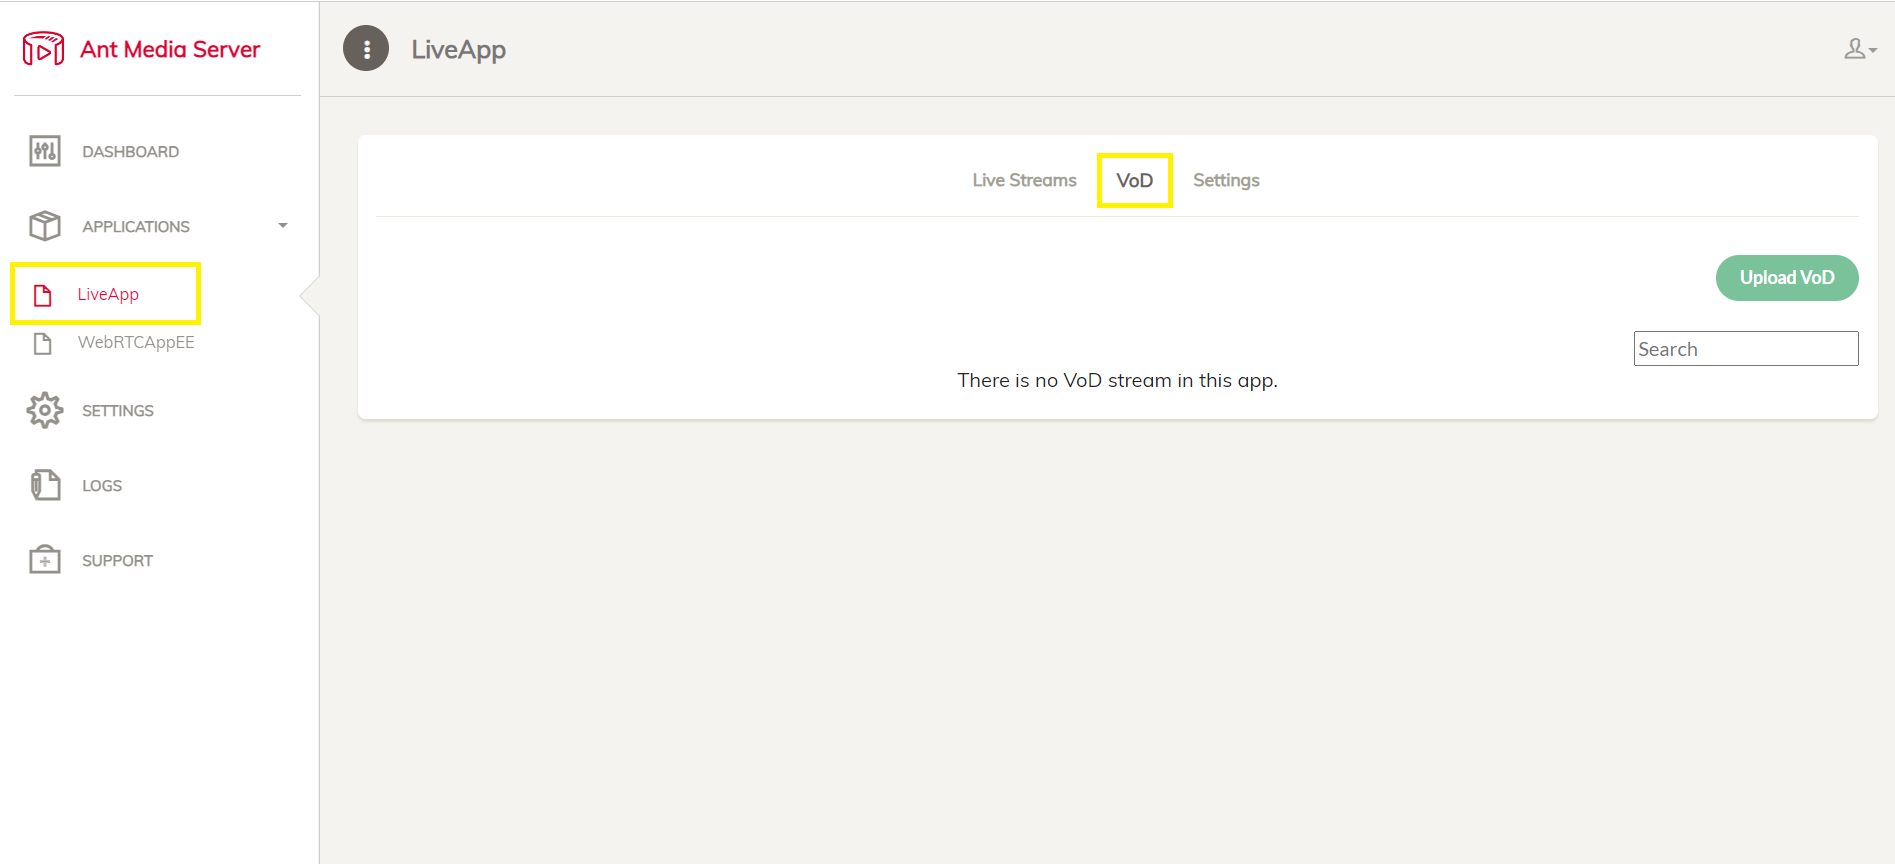 Ant Media Server
LiveApp
DASHBOARD
APPLICATIONS
LiveApp
WebRTCAppEE
SETTINGS
LOGS
SUPPORT
Live Streams VoD Settings
Upload VoD
Search
There is no VoD stream in this app.